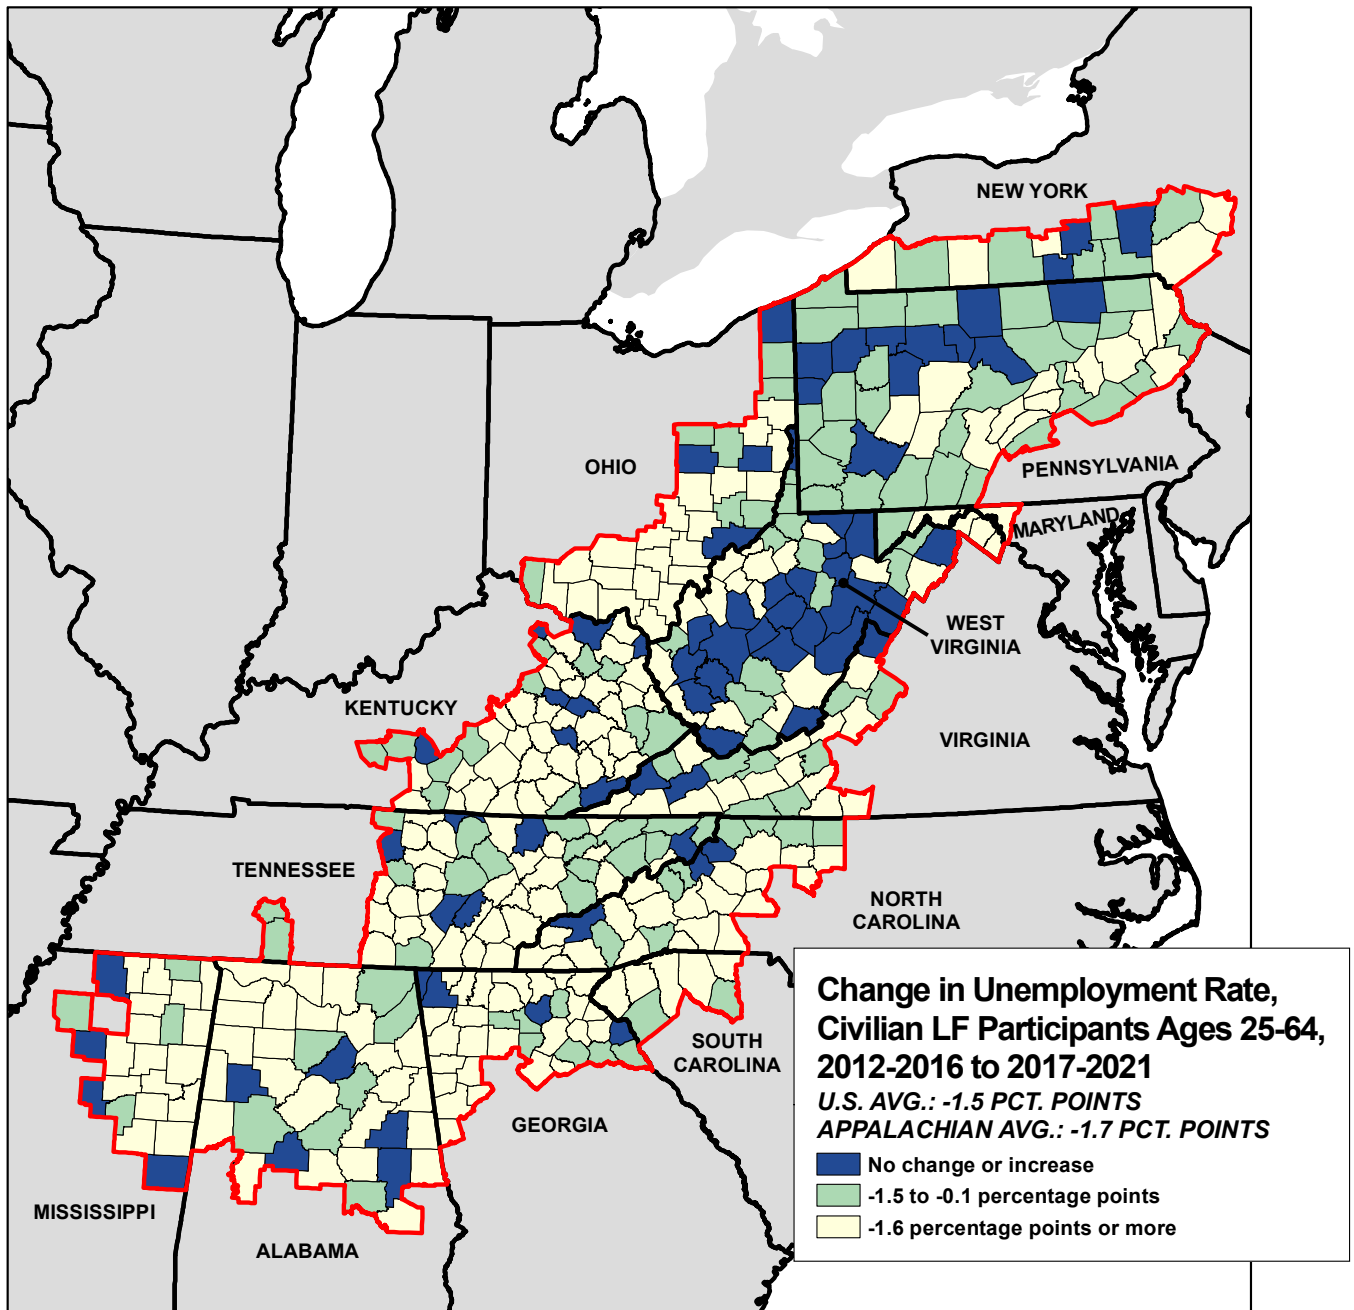 NEW YORK
OHIO
PENNSYLVANIA
MARYLAND
WEST
VIRGINIA
KENTUCKY
VIRGINIA
TENNESSEE
NORTH
CAROLINA
SOUTH
CAROLINA
GEORGIA
MISSISSIPPI
ALABAMA
Change in Unemployment Rate,
Civilian LF Participants Ages 25-64,
2012-2016 to 2017-2021
U.S. AVG.: -1.5 PCT. POINTS
APPALACHIAN AVG.: -1.7 PCT. POINTS
No change or increase
-1.5 to -0.1 percentage points
-1.6 percentage points or more